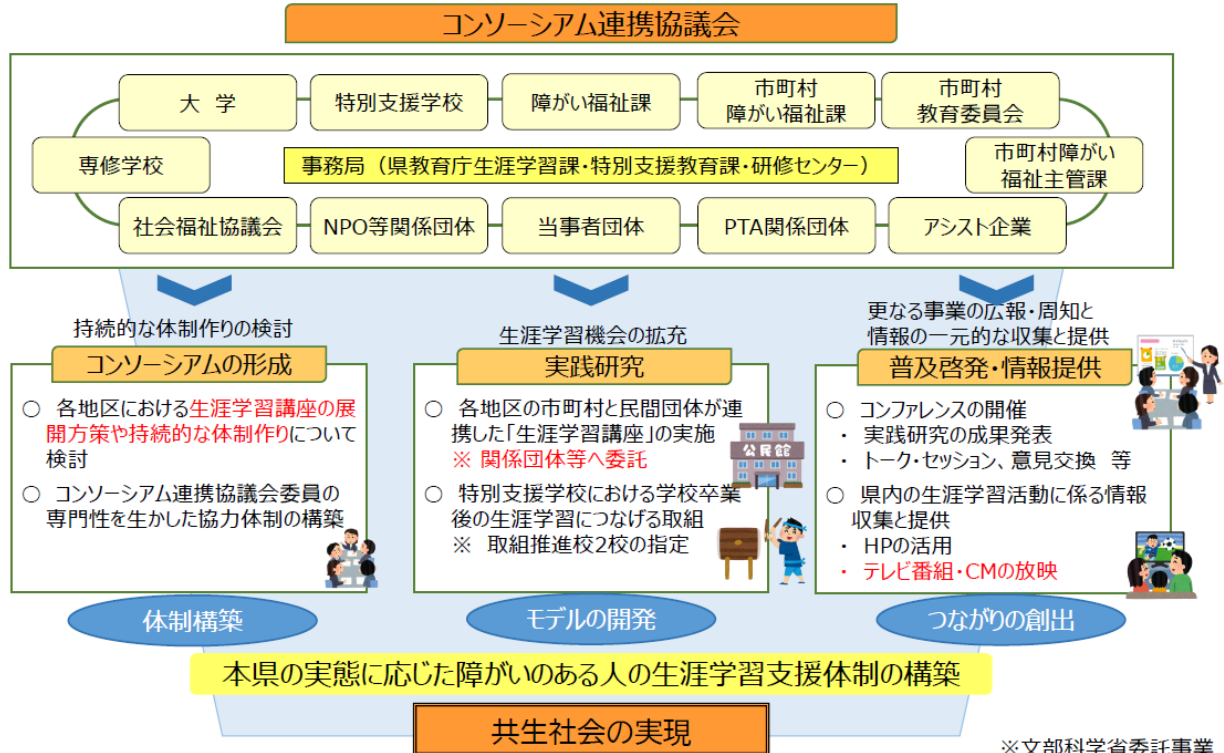 コンソーシアム連携協議会
大 学
特別支援学校
障がい福祉課
市町村
障がい福祉課
市町村
教育委員会
専修学校
事務局（県教育庁生涯学習課・特別支援教育課・研修センター）
市町村障がい
福祉主管課
社会福祉協議会
NPO等関係団体
当事者団体
PTA関係団体
アシスト企業
持続的な体制作りの検討
コンソーシアムの形成
○ 各地区における生涯学習講座の展
開方策や持続的な体制作りについて
検討
○ コンソーシアム連携協議会委員の
専門性を生かした協力体制の構築
体制構築
生涯学習機会の拡充
実践研究
○ 各地区の市町村と民間団体が連
携した「生涯学習講座」の実施
※ 関係団体等へ委託
公民館
○ 特別支援学校における学校卒業
後の生涯学習につなげる取組
※ 取組推進校2校の指定
モデルの開発
更なる事業の広報・周知と
情報の一元的な収集と提供
普及啓発・情報提供
○ コンファレンスの開催
・ 実践研究の成果発表
・ トーク・セッション、意見交換 等
○ 県内の生涯学習活動に係る情報
収集と提供
・ HPの活用
・ テレビ番組・CMの放映
つながりの創出
本県の実態に応じた障がいのある人の生涯学習支援体制の構築
共生社会の実現
※文部科学省委託事業